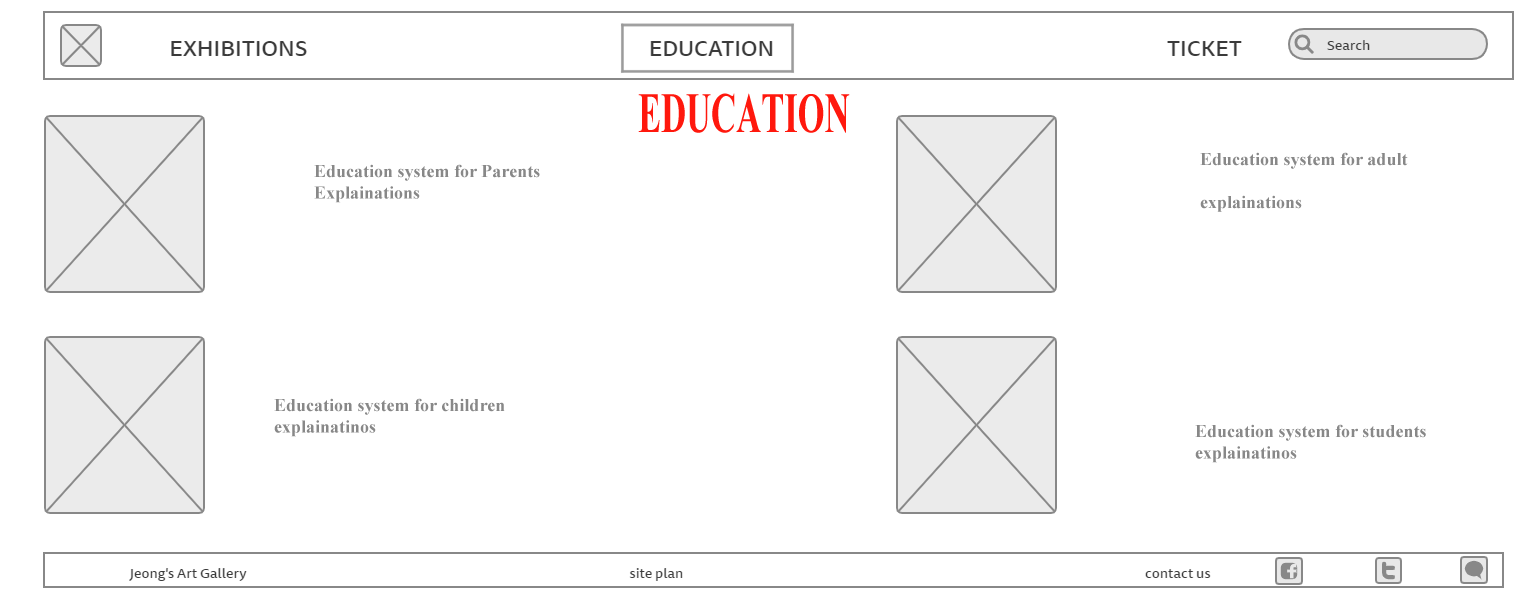 EXHIBITIONS
EDUCATION
TICKET
Search
EDUCATION
Education system for Parents
Explainations
Education system for adult
explainations
Education system for children
explainatinos
Education system for students
explainatinos
Jeong's Art Gallery
site plan
contact us